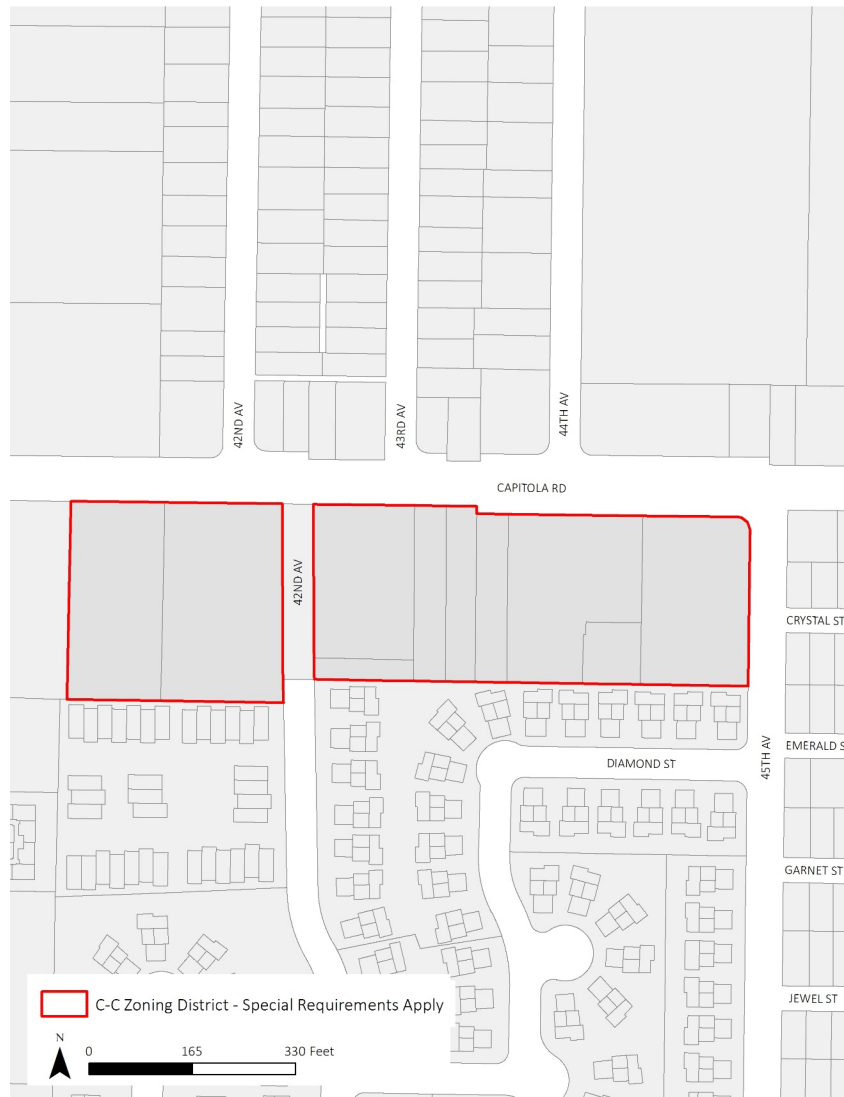 42ND AV
43RD AV
44TH AV
CAPITOLA RD
42ND AV
CRYSTAL ST
EMERALD S
DIAMOND ST
45TH AV
GARNET ST
JEWEL ST
C-C Zoning District - Special Requirements Apply
N
0 165 330 Feet